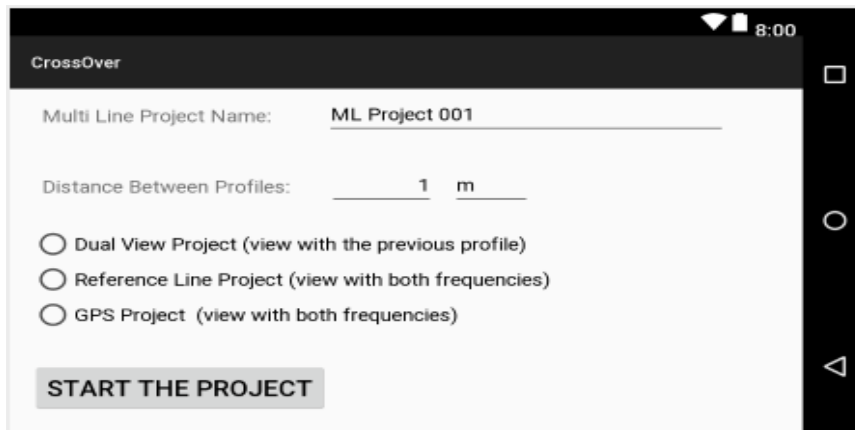 8:00
CrossOver
Multi Line Project Name: ML Project 001
Distance Between Profiles: 1 m
Dual View Project (view with the previous profile)
Reference Line Project (view with both frequencies)
GPS Project (view with both frequencies)
START THE PROJECT